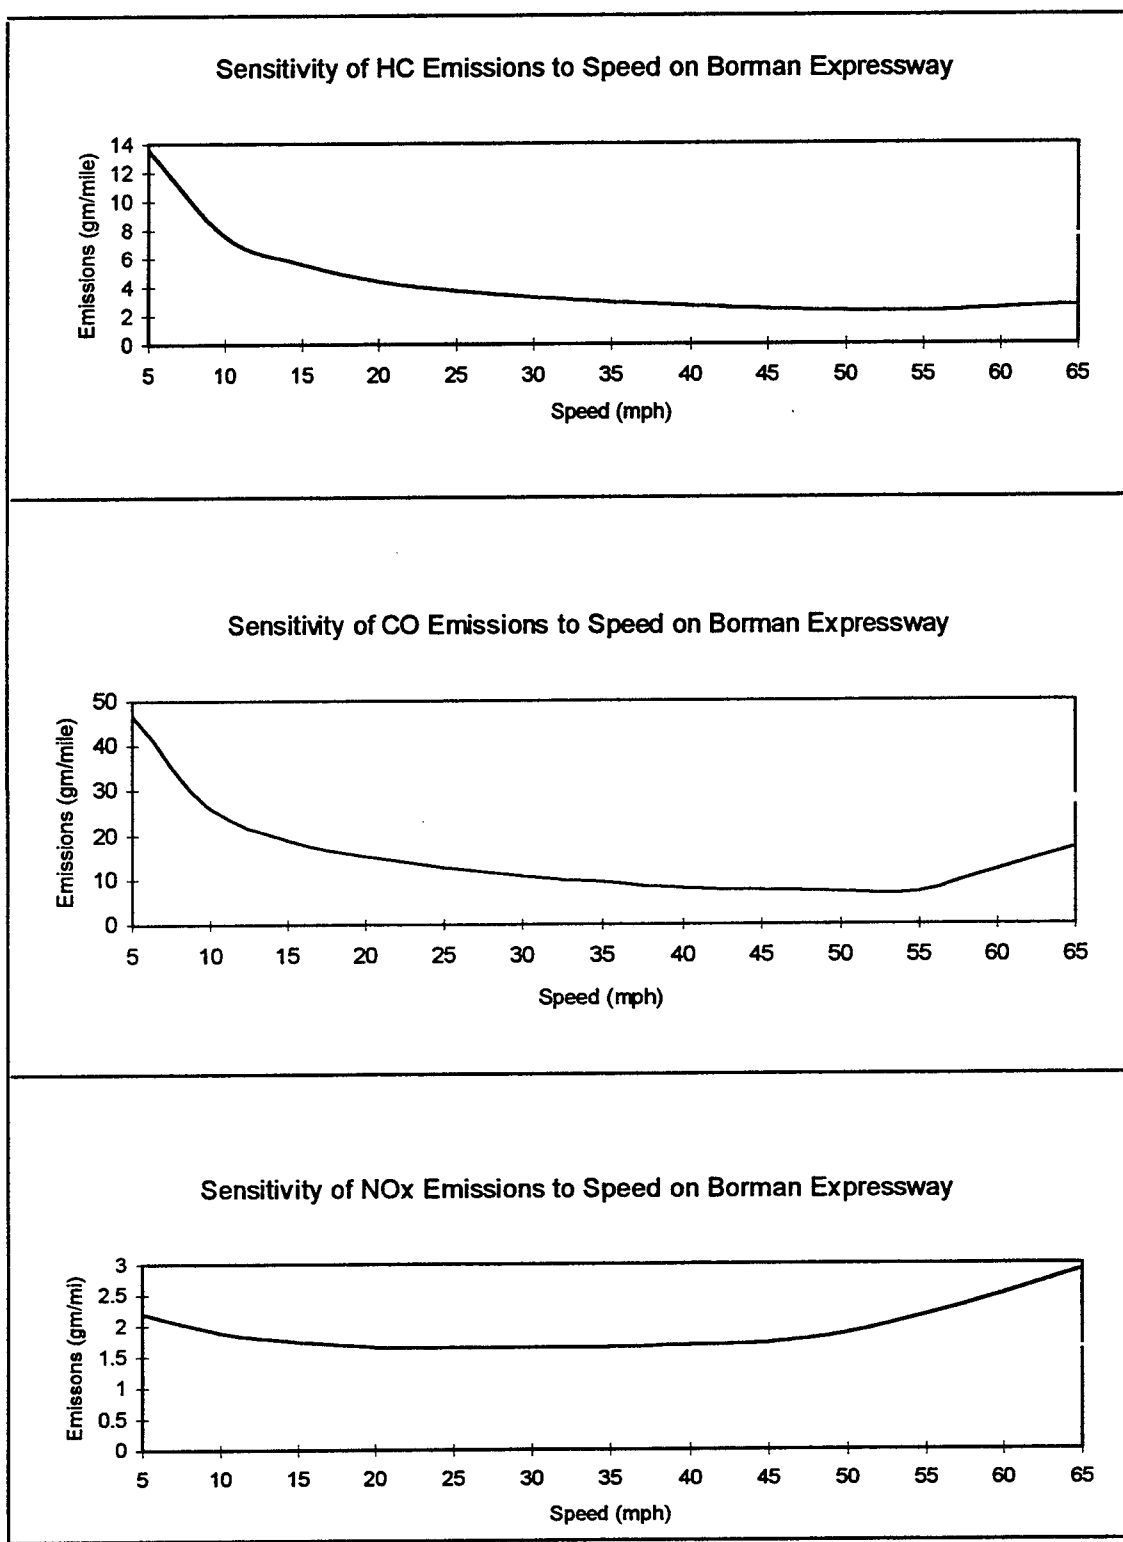 Sensitivity of HC Emissions to Speed on Borman Expressway
Emissions (gm/mile)
14
12
10
8
6
4
2
0
5 10 15 20 25 30 35 40 45 50 55 60 65
Speed (mph)
Sensitivity of CO Emissions to Speed on Borman Expressway
Emissions (gm/mile)
50
40
30
20
10
0
5 10 15 20 25 30 35 40 45 50 55 60 65
Speed (mph)
Sensitivity of NOx Emissions to Speed on Borman Expressway
Emissons (gm/mi)
3
2.5
2
1.5
1
0.5
0
5 10 15 20 25 30 35 40 45 50 55 60 65
Speed (mph)